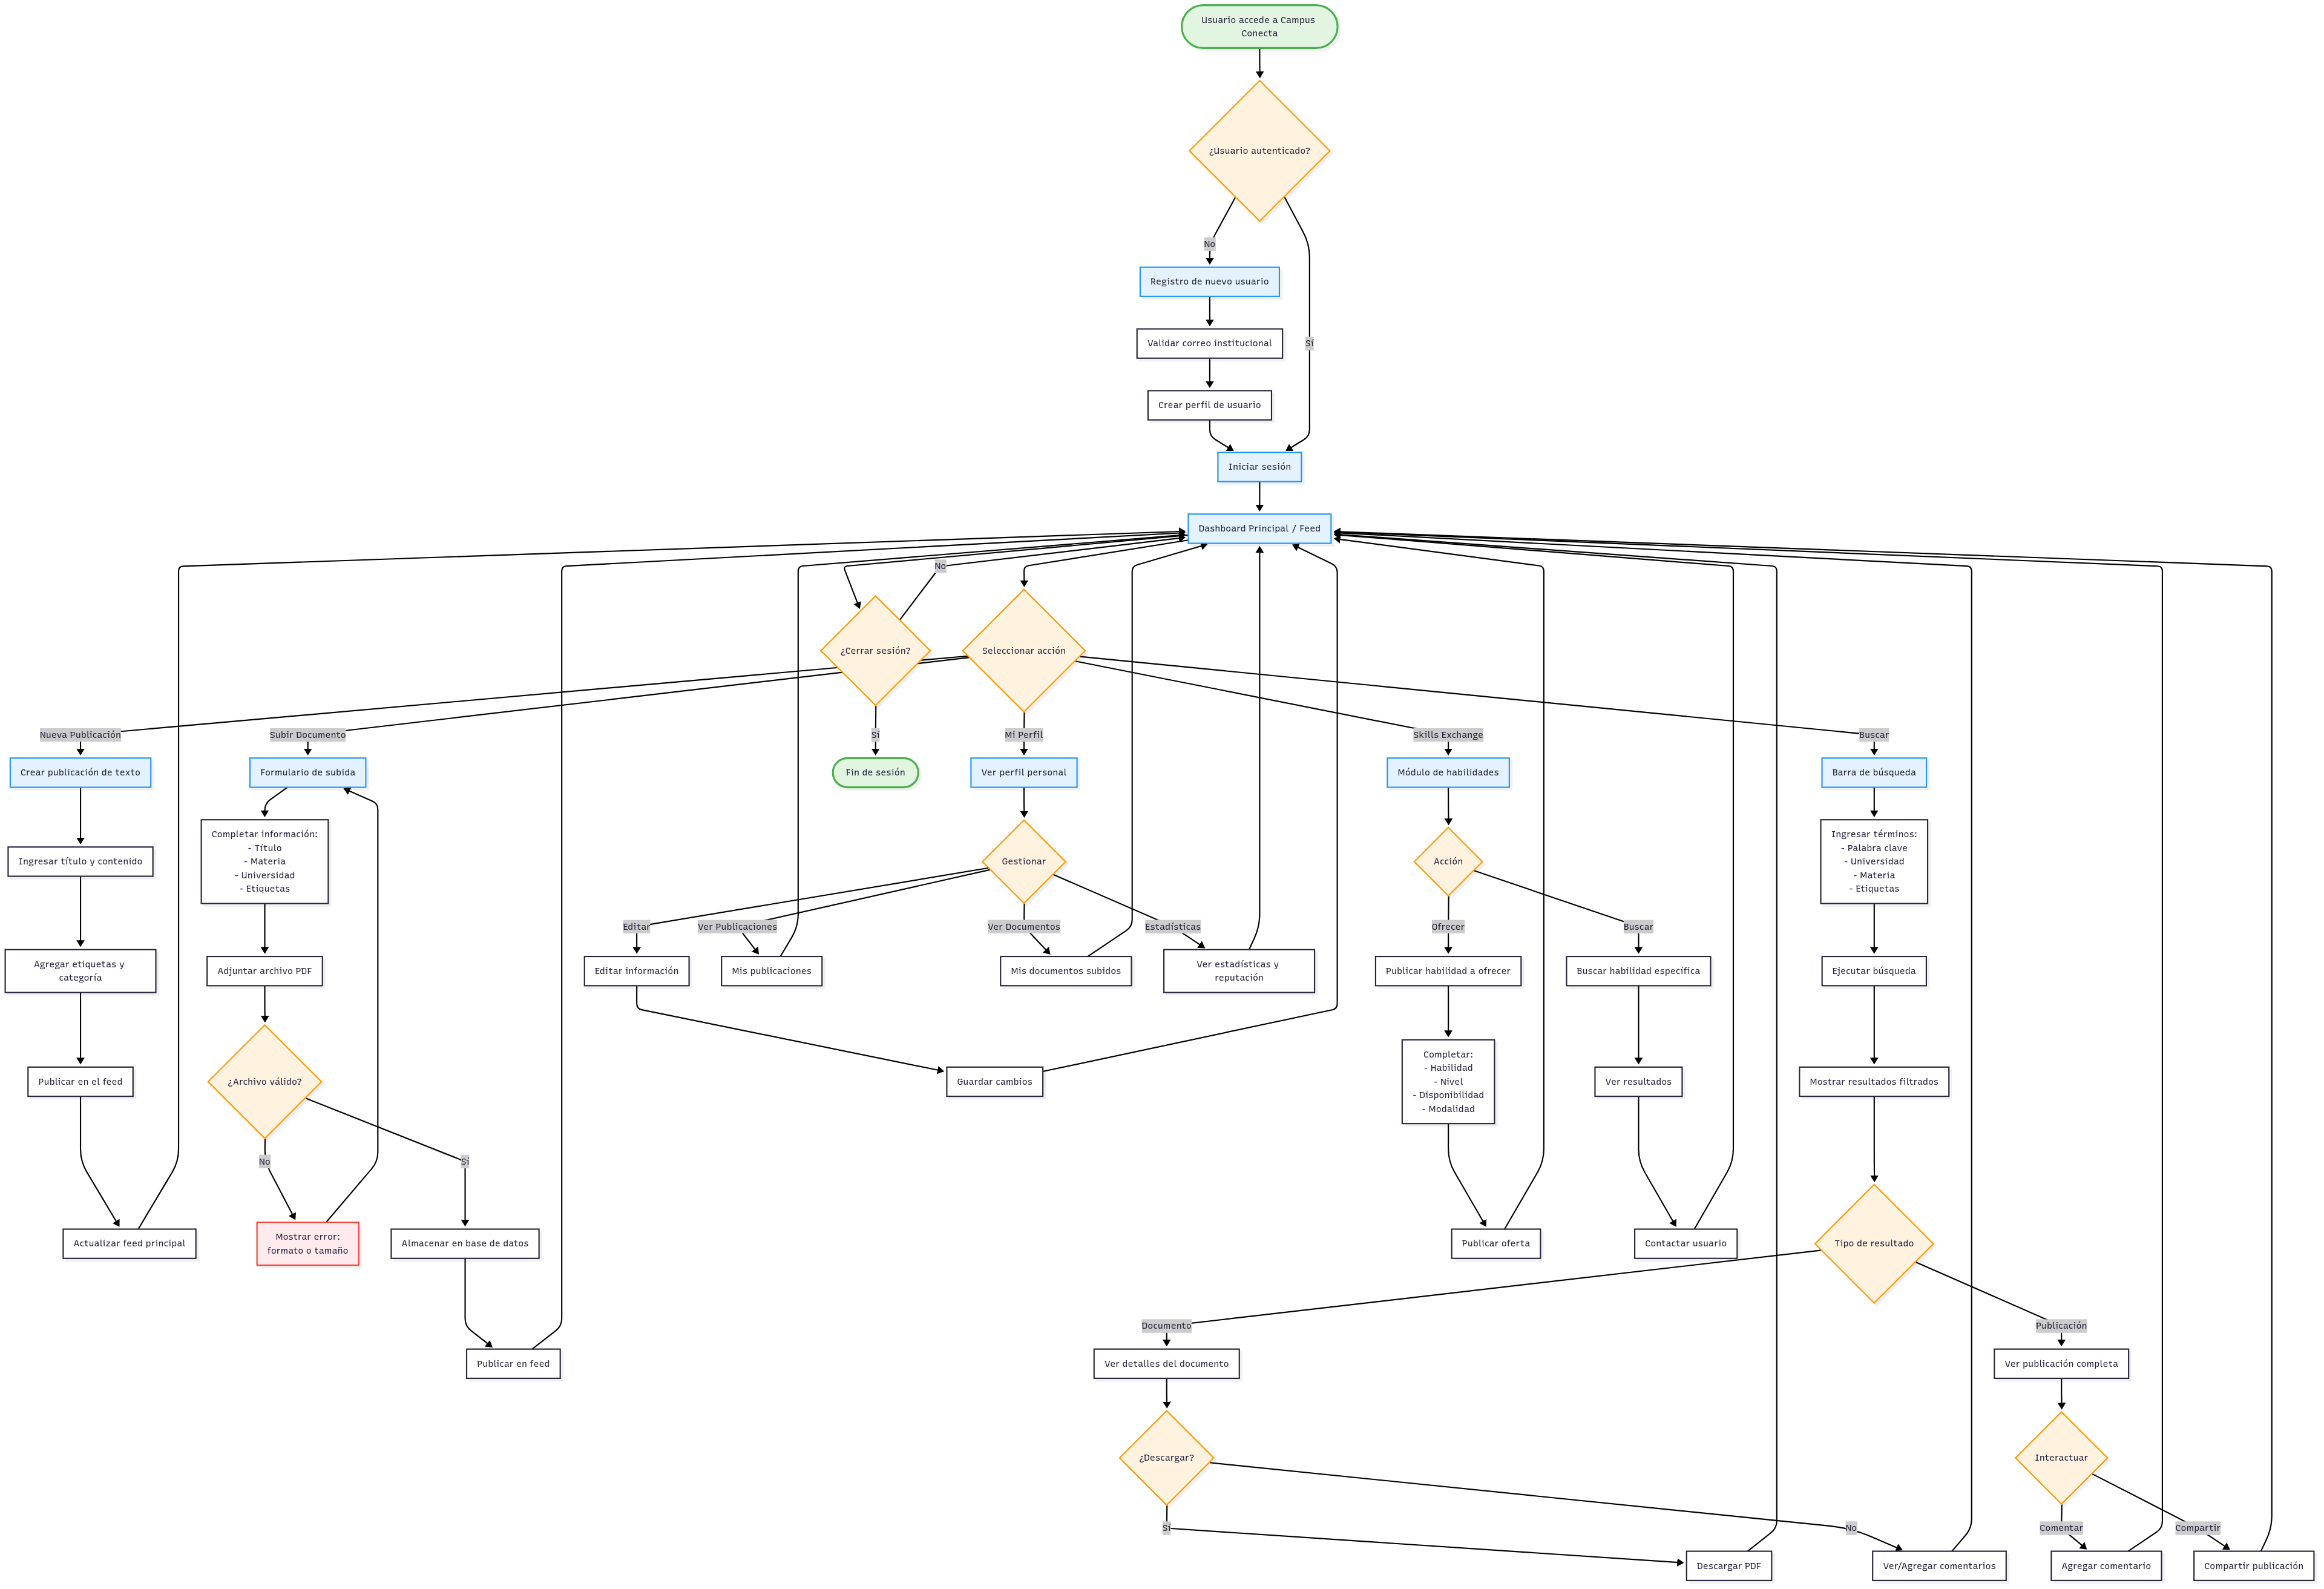 Usuario accede a Campus
Conecta
¿Usuario autenticado?
No
Registro de nuevo usuario
Validar correo institucional
Sí
Crear perfil de usuario
Iniciar sesión
Dashboard Principal / Feed
No
¿Cerrar sesión?
Seleccionar acción
Nueva Publicación
Subir Documento
Sí
Mi Perfil
Skills Exchange
Buscar
Crear publicación de texto
Formulario de subida
Fin de sesión
Ver perfil personal
Módulo de habilidades
Barra de búsqueda
Ingresar título y contenido
Completar información:
- Título
- Materia
- Universidad
- Etiquetas
Gestionar
Acción
Ingresar términos:
- Palabra clave
- Universidad
- Materia
- Etiquetas
Editar
Ver Publicaciones
Ver Documentos
Estadísticas
Ofrecer
Buscar
Agregar etiquetas y
categoría
Adjuntar archivo PDF
Editar información
Mis publicaciones
Mis documentos subidos
Ver estadísticas y
reputación
Publicar habilidad a ofrecer
Buscar habilidad específica
Ejecutar búsqueda
Publicar en el feed
¿Archivo válido?
Guardar cambios
Completar:
- Habilidad
- Nivel
- Disponibilidad
- Modalidad
Ver resultados
Mostrar resultados filtrados
No
Sí
Actualizar feed principal
Mostrar error:
formato o tamaño
Almacenar en base de datos
Publicar oferta
Contactar usuario
Tipo de resultado
Documento
Publicación
Publicar en feed
Ver detalles del documento
Ver publicación completa
¿Descargar?
Interactuar
Sí
No
Comentar
Compartir
Descargar PDF
Ver/Agregar comentarios
Agregar comentario
Compartir publicación